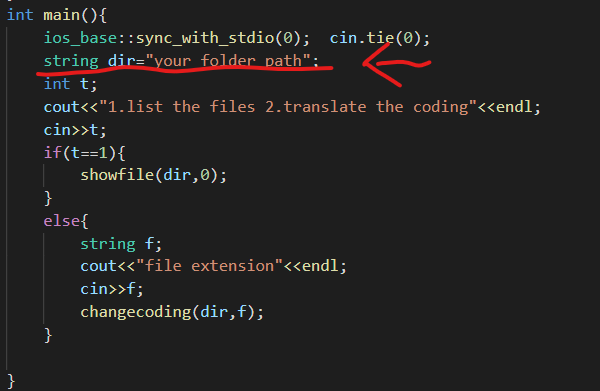 int main(){
ios_base::sync_with_stdio(0);  cin.tie(0);
string dir="your folder path";
int t;
cout<<"1.list the files 2.translate the coding"<<endl;
cin>>t;
if(t==1){
showfile(dir,0);
}
else{
string f;
cout<<"file extension"<<endl;
cin>>f;
changecoding(dir,f);
}
}